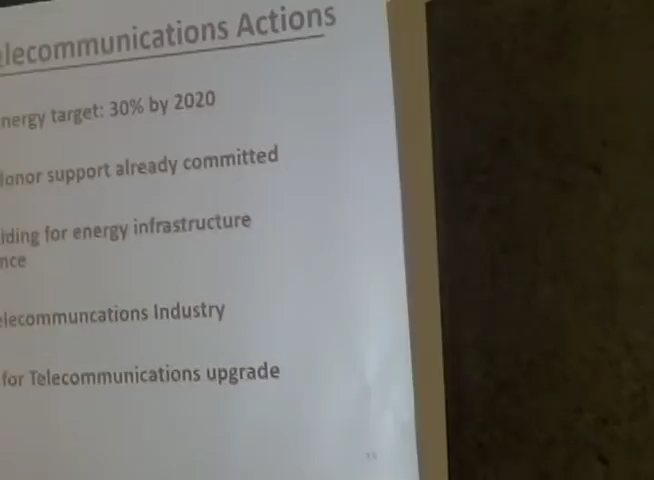 elecommunications Actions
nergy target: 30% by 2020
donor support already committed
iding for energy infrastructure
nce
elecommuncations Industry
for Telecommunications upgrade